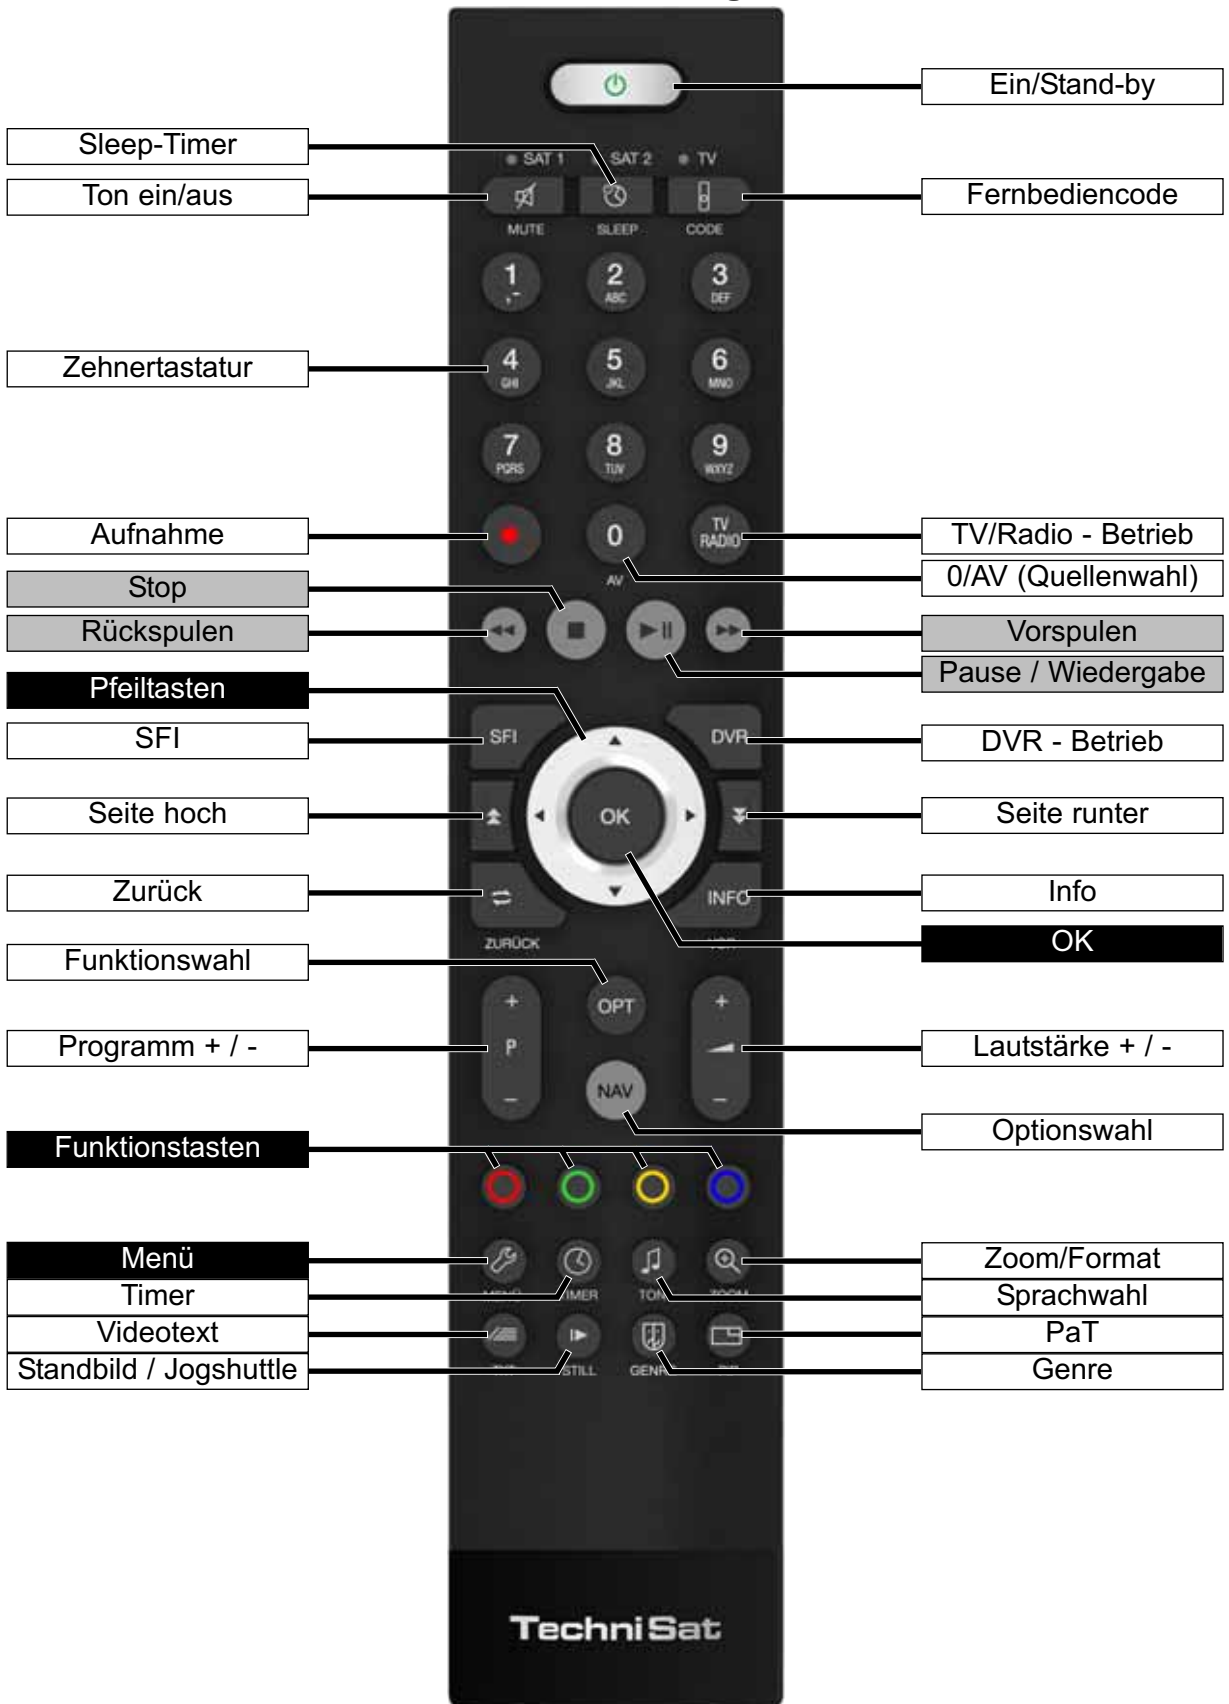 Ein/Stand-by
Sleep-Timer
SAT 1 SAT 2 TV
Ton ein/aus
Fernbediencode
MUTE SLEEP CODE
1 ,- 2 ABC 3 DEF
Zehnertastatur
4 GHI 5 JKL 6 MNO
7 PQRS 8 TUV 9 WXYZ
Aufnahme
0 TV RADIO
TV/Radio - Betrieb
AV
0/AV (Quellenwahl)
Stop
Rückspulen
Vorspulen
Pause / Wiedergabe
Pfeiltasten
SFI
SFI DVR
DVR - Betrieb
Seite hoch
OK
Seite runter
Zurück
INFO
Info
ZURÜCK
OK
Funktionswahl
+ OPT +
Programm + / -
P
Lautstärke + / -
- NAV -
Optionswahl
Funktionstasten
Menü
Zoom/Format
MENÜ TIMER TON ZOOM
Timer
Sprachwahl
Videotext
PaT
STILL GENRE
Standbild / Jogshuttle
Genre
TechniSat